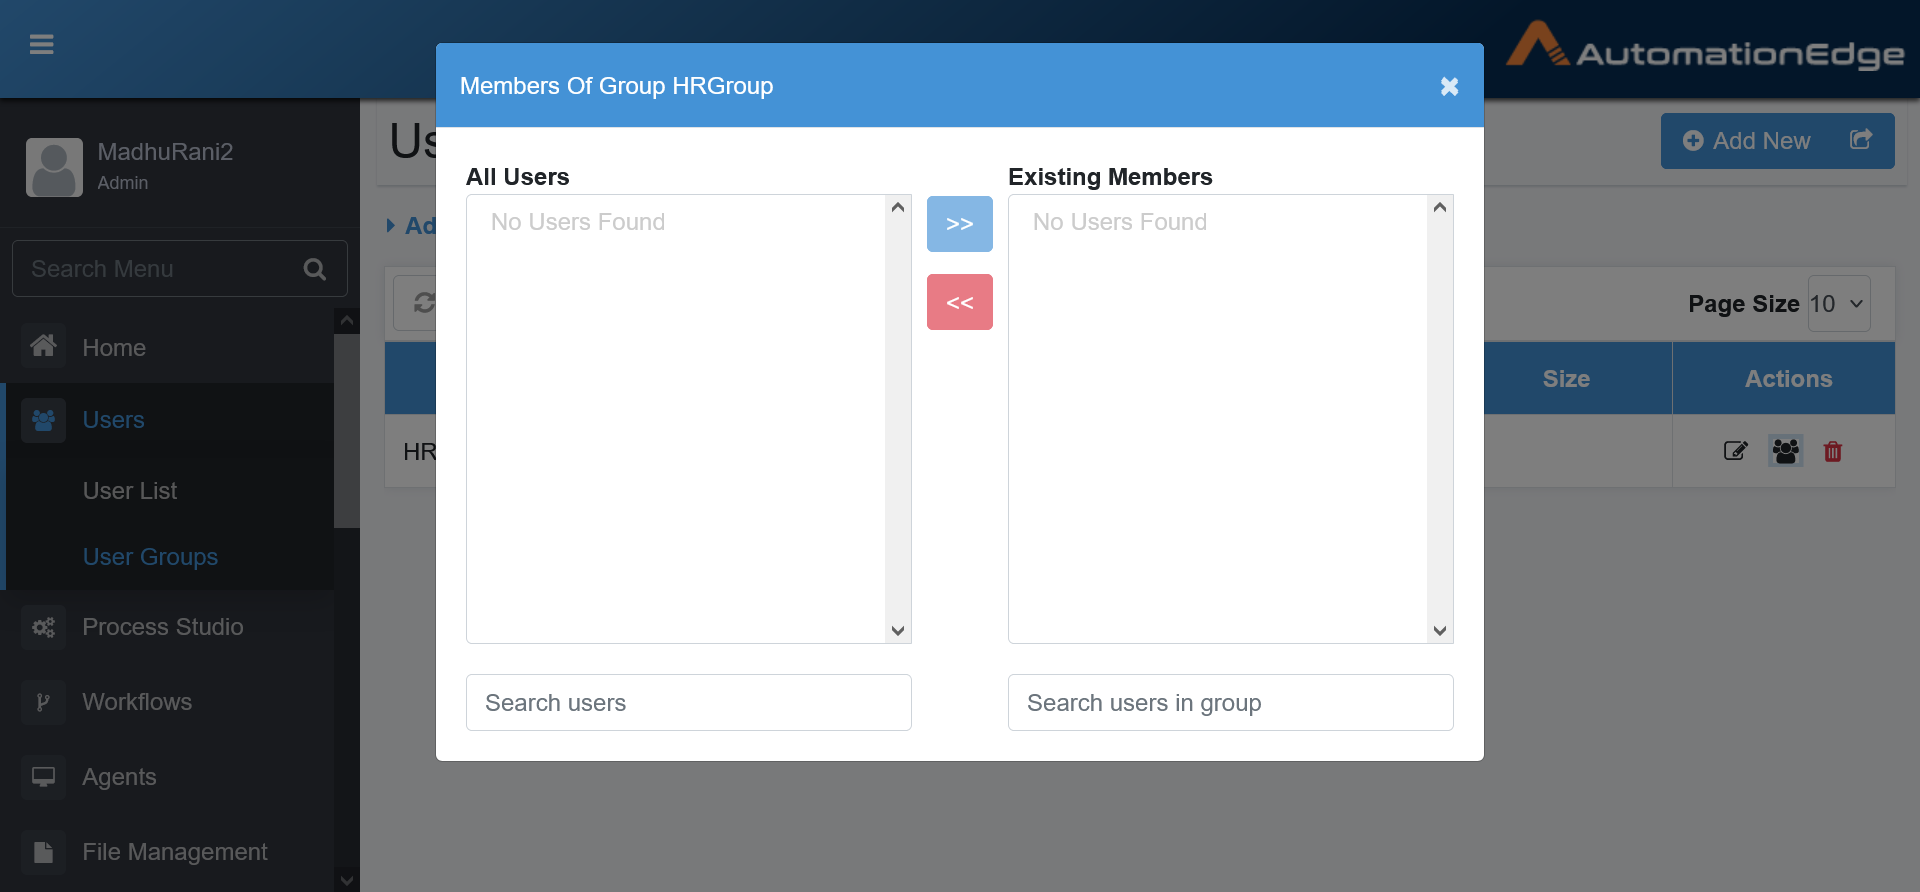 AutomationEdge
Members Of Group HRGroup
MadhuRani2
Admin
Add New
All Users
Existing Members
No Users Found
>>
No Users Found
<<
Search Menu
Page Size 10
Home
Size
Actions
Users
HR
User List
User Groups
Process Studio
Workflows
Search users
Search users in group
Agents
File Management